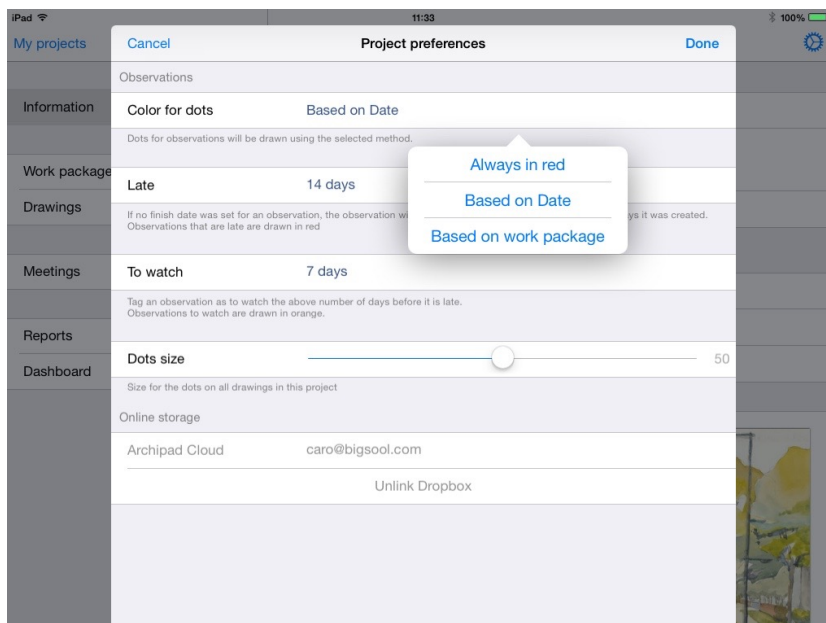 iPad 11:33 100%
My projects Cancel Project preferences Done
Observations
Information Color for dots Based on Date
Dots for observations will be drawn using the selected method.
Always in red
Work package Late 14 days
Based on Date
Drawings
If no finish date was set for an observation, the observation wi ys it was created.
Observations that are late are drawn in red
Based on work package
Meetings To watch 7 days
Tag an observation as to watch the above number of days before it is late.
Observations to watch are drawn in orange.
Reports
Dots size 50
Dashboard
Size for the dots on all drawings in this project
Online storage
Archipad Cloud caro@bigsool.com
Unlink Dropbox